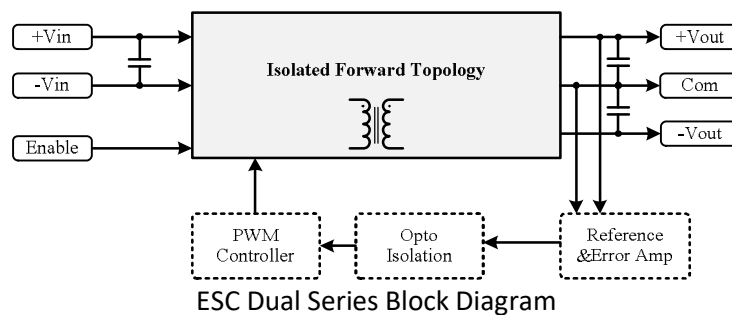 +Vin
+Vout
Isolated Forward Topology
-Vin
Com
Enable
-Vout
PWM
Controller
Opto
Isolation
Reference
&Error Amp
ESC Dual Series Block Diagram